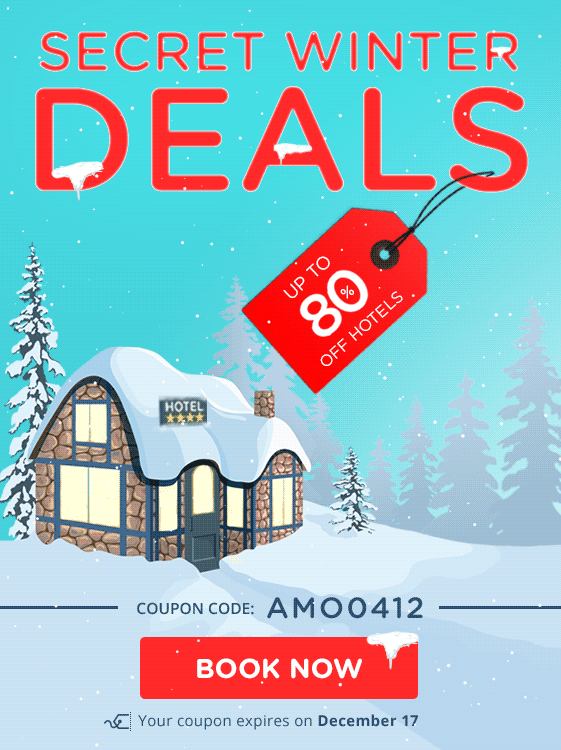 SECRET WINTER
DEALS
UP TO
80%
OFF HOTELS
HOTEL
COUPON CODE: AMO0412
BOOK NOW
Your coupon expires on December 17